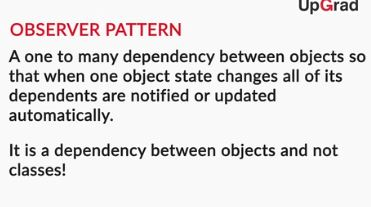 UpGrad
OBSERVER PATTERN
A one to many dependency between objects so
that when one object state changes all of its
dependents are notified or updated
automatically.
It is a dependency between objects and not
classes!